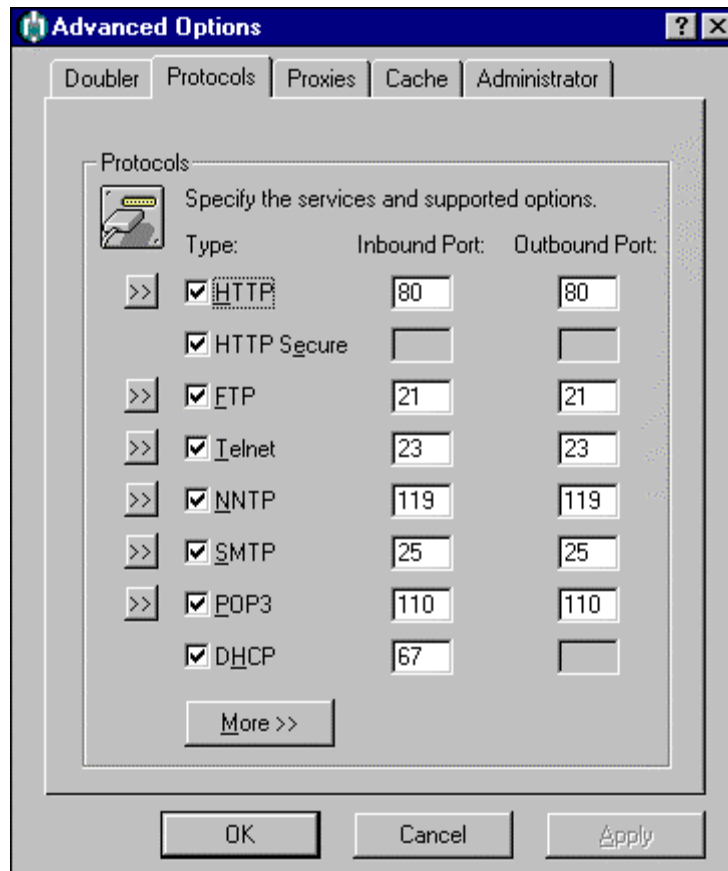 Advanced Options
Doubler Protocols Proxies Cache Administrator
Protocols
Specify the services and supported options.
Type: Inbound Port: Outbound Port:
>> HTTP 80 80
HTTP Secure
>> FTP 21 21
>> Telnet 23 23
>> NNTP 119 119
>> SMTP 25 25
>> POP3 110 110
DHCP 67
More >>
OK Cancel Apply